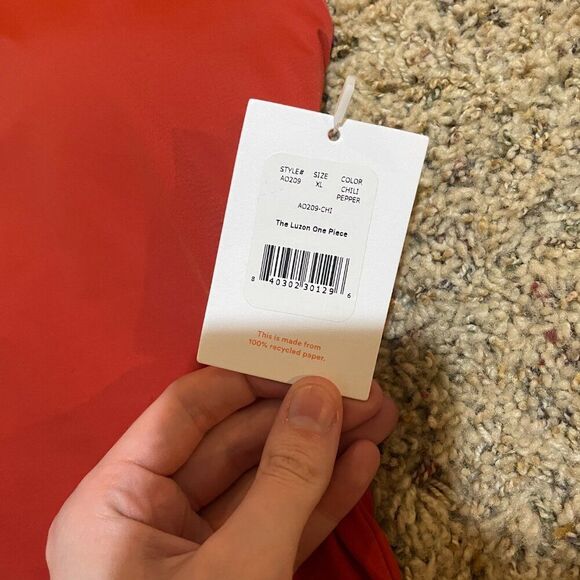 STYLE# SIZE COLOR
AO209 XL CHILI
PEPPER
AO209-CHI
The Luzon One Piece
8 40302 30129 6
This is made from
100% recycled paper.